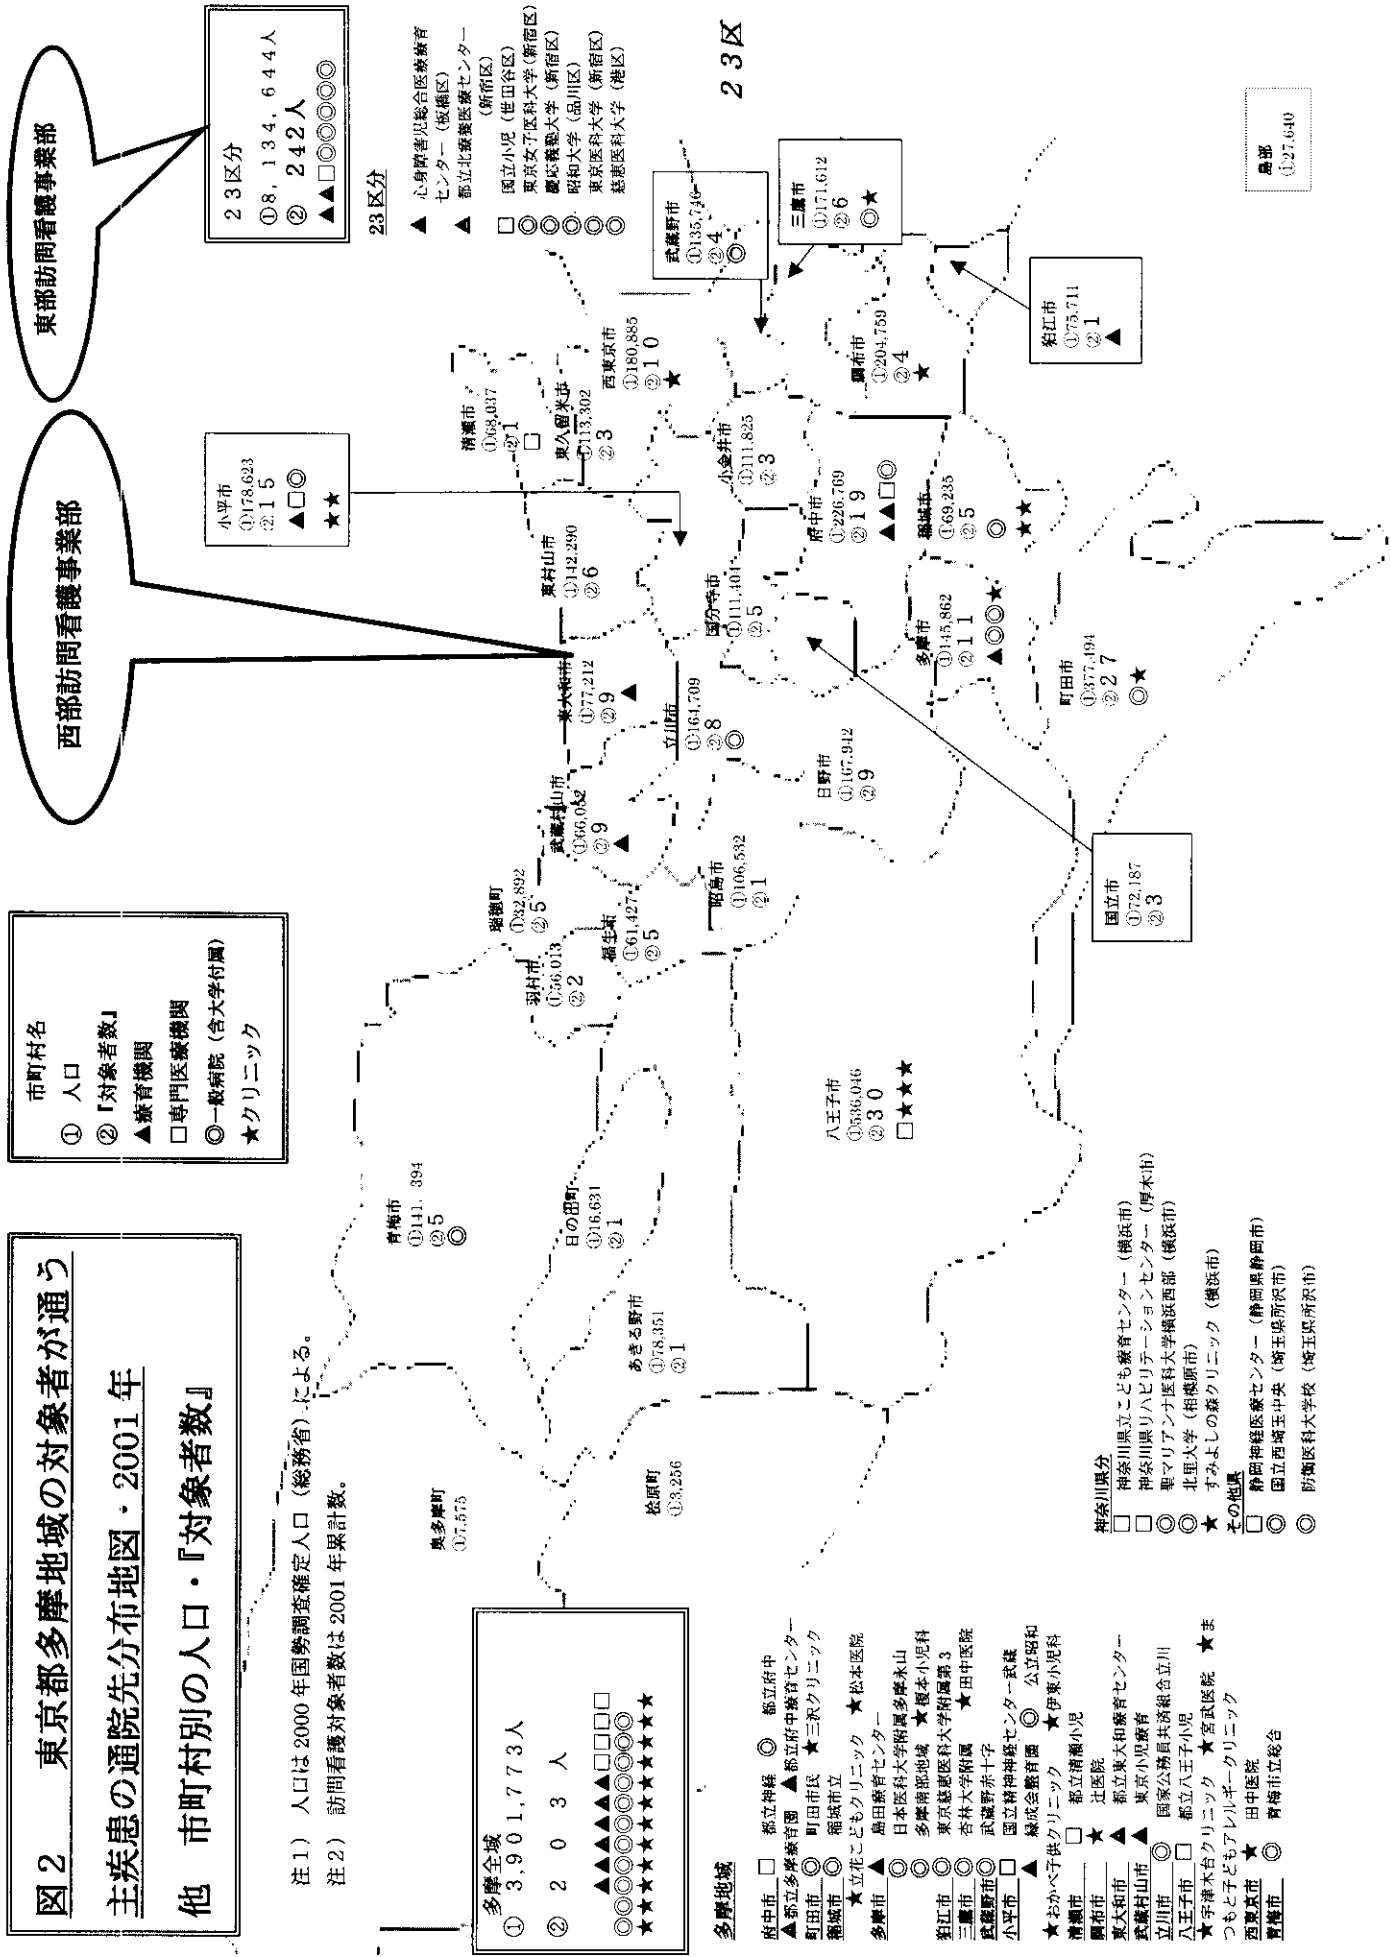 図2　東京都多摩地域の対象者が通う
主疾患の通院先分布地図・2001年
他　市町村別の人口・『対象者数』
注1）　人口は2000年国勢調査確定人口（総務省）による。
注2）　訪問看護対象者数は2001年累計数。
市町村名
①　人口
②『対象者数』
▲療育機関
□専門医療機関
◎一般病院（含大学付属）
★クリニック
西部訪問看護事業部
東部訪問看護事業部
23区分
①8,134,644人
②　242人
▲▲□◎◎◎◎◎
23区分
▲　心身障害児総合医療療育
センター（板橋区）
▲　都立北療養医療センター
（新宿区）
□　国立小児（世田谷区）
◎　東京女子医科大学（新宿区）
◎　慶応義塾大学（新宿区）
◎　昭和大学（品川区）
◎　東京医科大学（新宿区）
◎　慈恵医科大学（港区）
23区
小平市
①178,623
②15
▲□◎
★★
清瀬市
①68,037
②1
□
東久留米市
①113,302
②3
西東京市
①180,885
②10
★
武蔵野市
①135,746
②4
◎
三鷹市
①171,612
②6
◎★
狛江市
①75,711
②1
▲
調布市
①204,759
②4
★
小金井市
①111,825
②3
府中市
①226,769
②19
▲▲□◎
稲城市
①69,235
②5
◎
★★
東村山市
①142,290
②6
国分寺市
①111,404
②5
多摩市
①145,862
②11
▲◎◎★
町田市
①377,494
②27
◎★
東大和市
①77,212
②9
▲
立川市
①164,709
②8
◎
日野市
①167,942
②9
国立市
①72,187
②3
武蔵村山市
①66,052
②9
▲
昭島市
①106,532
②1
瑞穂町
①32,892
②5
福生市
①61,427
②5
羽村市
①56,013
②2
八王子市
①536,046
②30
□★★★★
青梅市
①141,394
②5
◎
日の出町
①16,631
②1
あきる野市
①78,351
②1
奥多摩町
①7,575
桧原町
①3,256
島部
①27,640
多摩全域
①　3,901,773人
②　203人
▲▲▲▲▲▲▲□□□□
◎◎◎◎◎◎◎◎◎◎
★★★★★★★★★★★
多摩地域
府中市　□　都立神経　◎　都立府中
▲都立多摩療育園　▲都立府中療育センター
町田市　◎　町田市民　★三沢クリニック
稲城市　◎　稲城市立
★立花こどもクリニック　★松本医院
多摩市　▲　島田療育センター
◎　日本医科大学附属多摩永山
◎　多摩南部地域　★榎本小児科
狛江市　◎　東京慈恵医科大学附属第3
三鷹市　◎　杏林大学附属　★田中医院
武蔵野市◎　武蔵野赤十字
小平市　□　国立精神神経センター武蔵
▲　緑成会整育園　◎　公立昭和
★おかべ子供クリニック　★伊東小児科
清瀬市　□　都立清瀬小児
調布市　★　辻医院
東大和市　▲　都立東大和療育センター
武蔵村山市　▲　東京小児療育
立川市　◎　国家公務員共済組合立川
八王子市　□　都立八王子小児
★宇津木台クリニック　★宮武医院　★ま
つもと子どもアレルギークリニック
西東京市　★　田中医院
青梅市　◎　青梅市立総合
神奈川県分
□　神奈川県立こども療育センター（横浜市）
□　神奈川県リハビリテーションセンター（厚木市）
◎　聖マリアンナ医科大学横浜西部（横浜市）
◎　北里大学（相模原市）
★　すみよしの森クリニック（横浜市）
その他県
□　静岡神経医療センター（静岡県静岡市）
◎　国立西埼玉中央（埼玉県所沢市）
◎　防衛医科大学校（埼玉県所沢市）